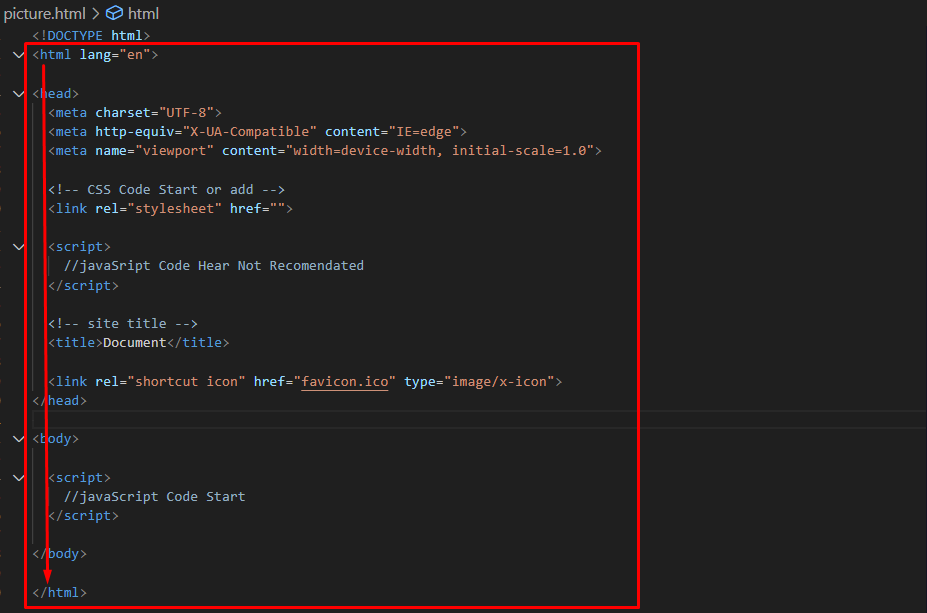 picture.html > html
<!DOCTYPE html>
<html lang="en">
<head>
<meta charset="UTF-8">
<meta http-equiv="X-UA-Compatible" content="IE=edge">
<meta name="viewport" content="width=device-width, initial-scale=1.0">
<!-- CSS Code Start or add -->
<link rel="stylesheet" href="">
<script>
//javaSript Code Hear Not Recomendated
</script>
<!-- site title -->
<title>Document</title>
<link rel="shortcut icon" href="favicon.ico" type="image/x-icon">
</head>
<body>
<script>
//javaScript Code Start
</script>
</body>
</html>